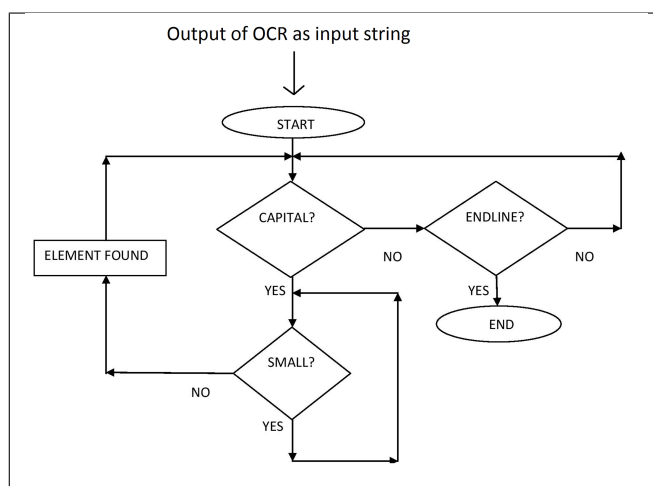 Output of OCR as input string
START
CAPITAL?
ENDLINE?
ELEMENT FOUND
NO
NO
YES
YES
END
SMALL?
NO
YES